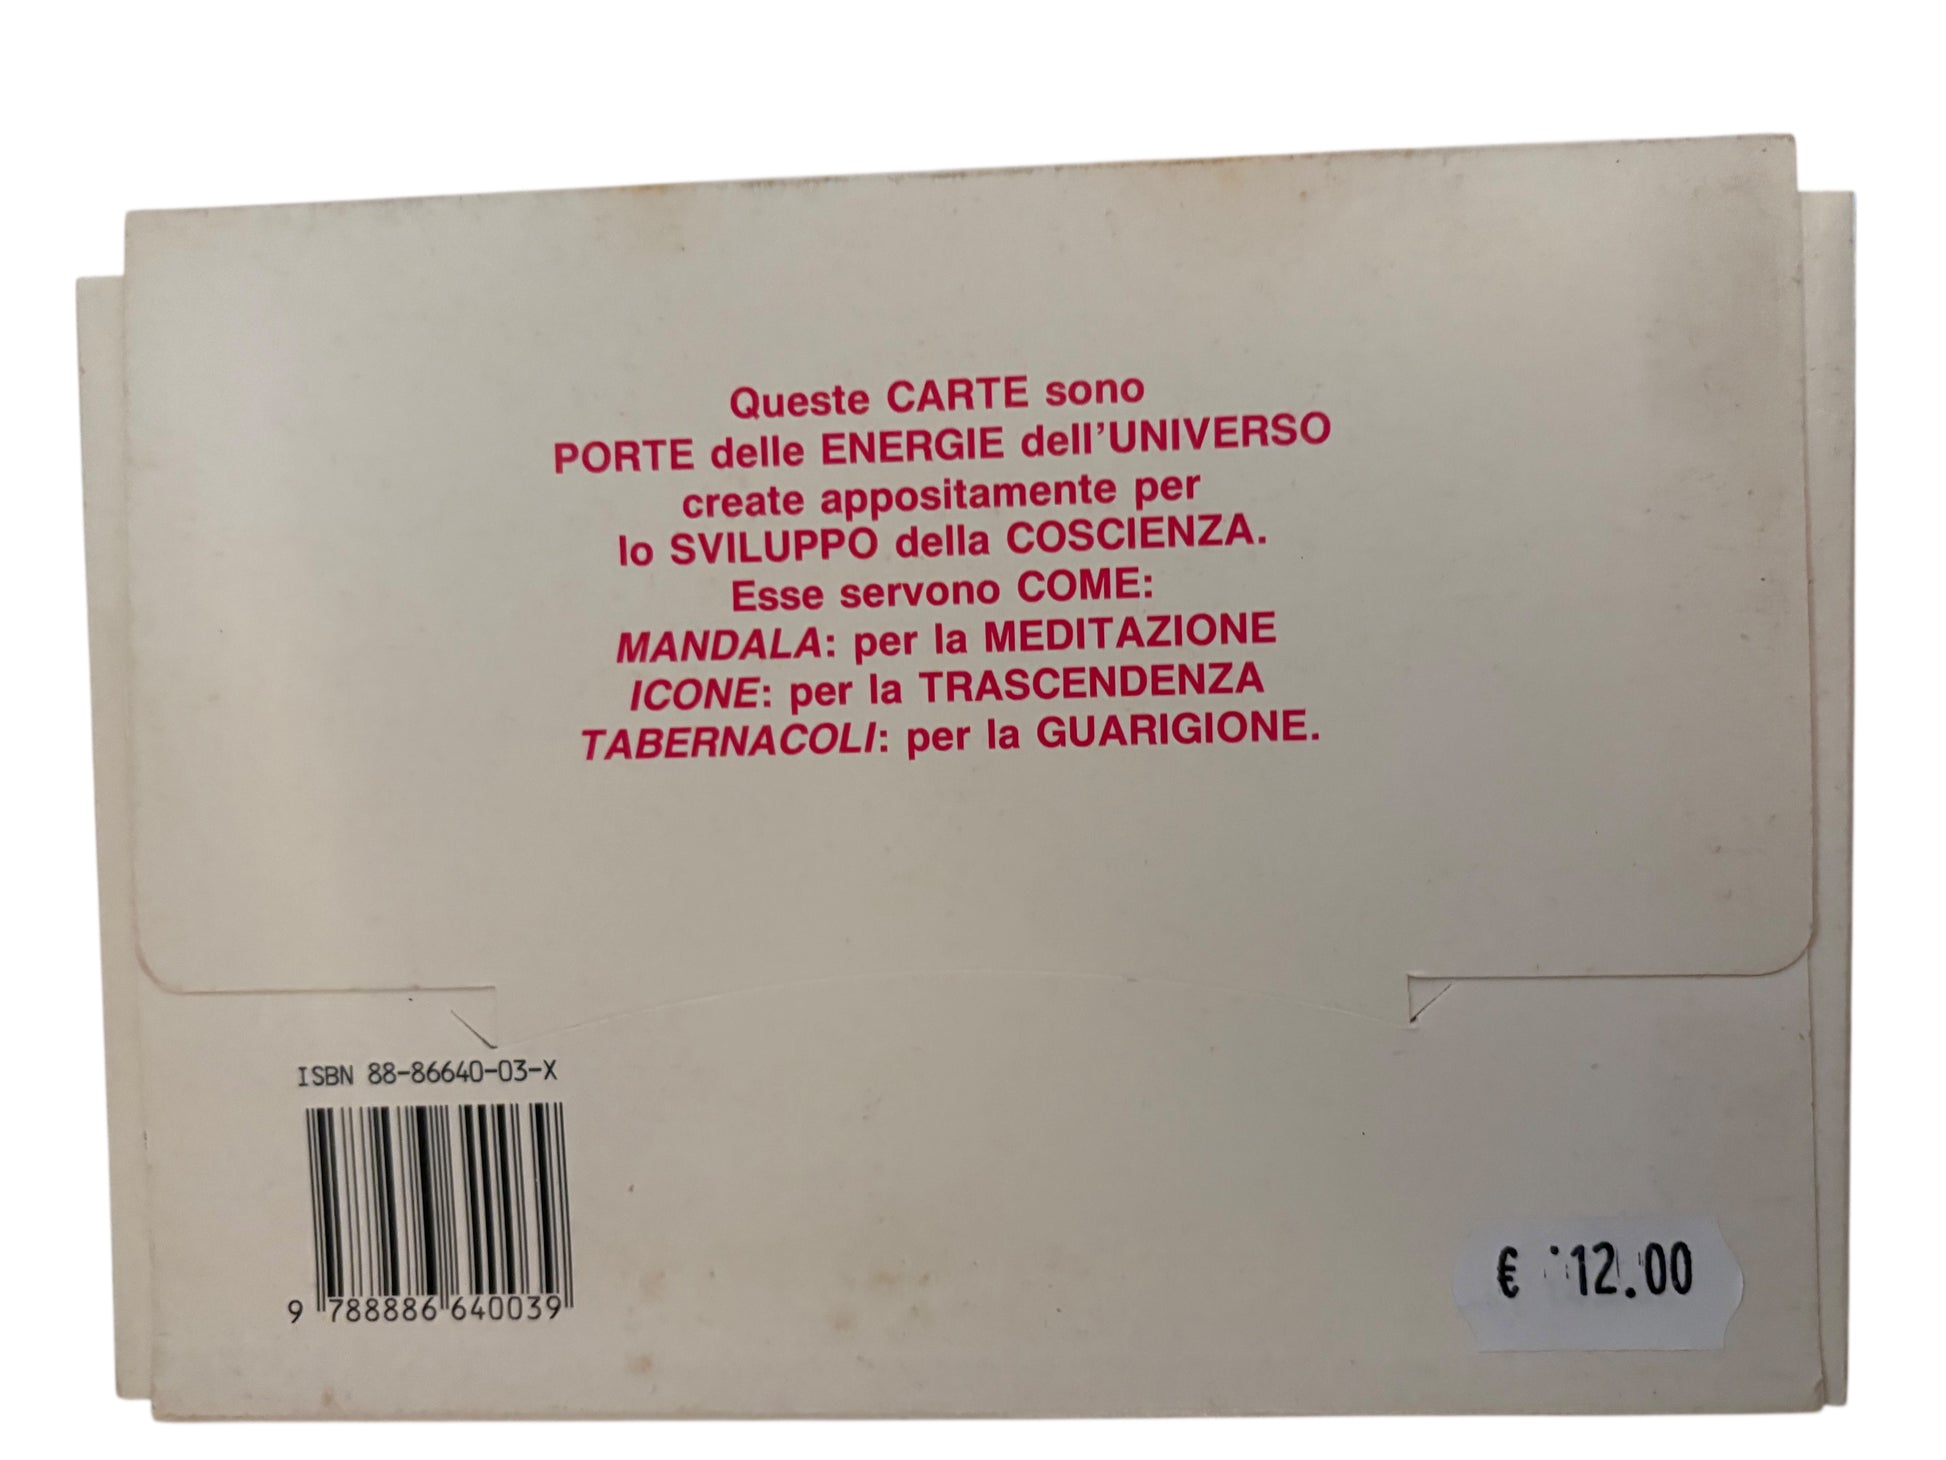 Queste CARTE sono
PORTE delle ENERGIE dell'UNIVERSO
create appositamente per
lo SVILUPPO della COSCIENZA.
Esse servono COME:
MANDALA: per la MEDITAZIONE
ICONE: per la TRASCENDENZA
TABERNACOLI: per la GUARIGIONE.
ISBN 88-86640-03-X
9 788886 640039
€ 12.00